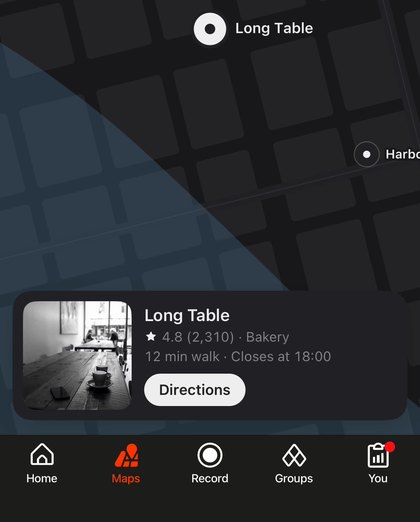 Long Table
Harbo
Long Table
4.8 (2,310) · Bakery
12 min walk · Closes at 18:00
Directions
Home
Maps
Record
Groups
You